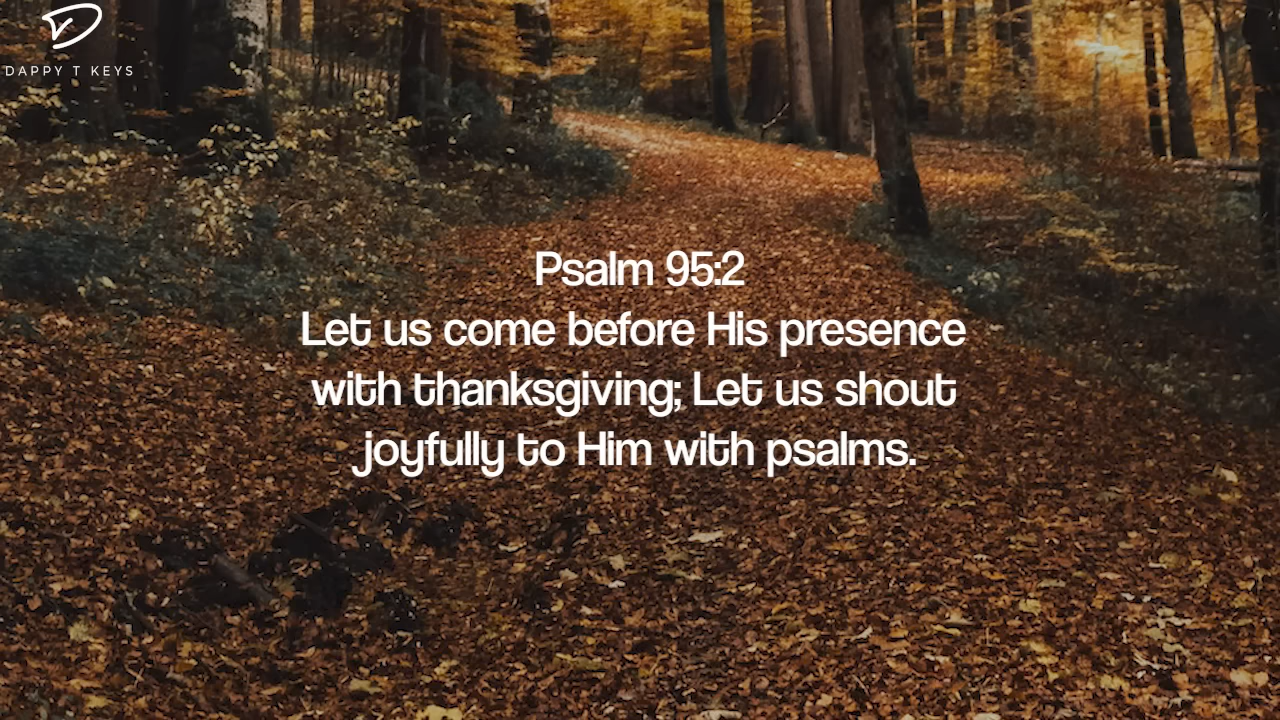 DAPPY T KEYS
Psalm 95:2
Let us come before His presence
with thanksgiving; Let us shout
joyfully to Him with psalms.